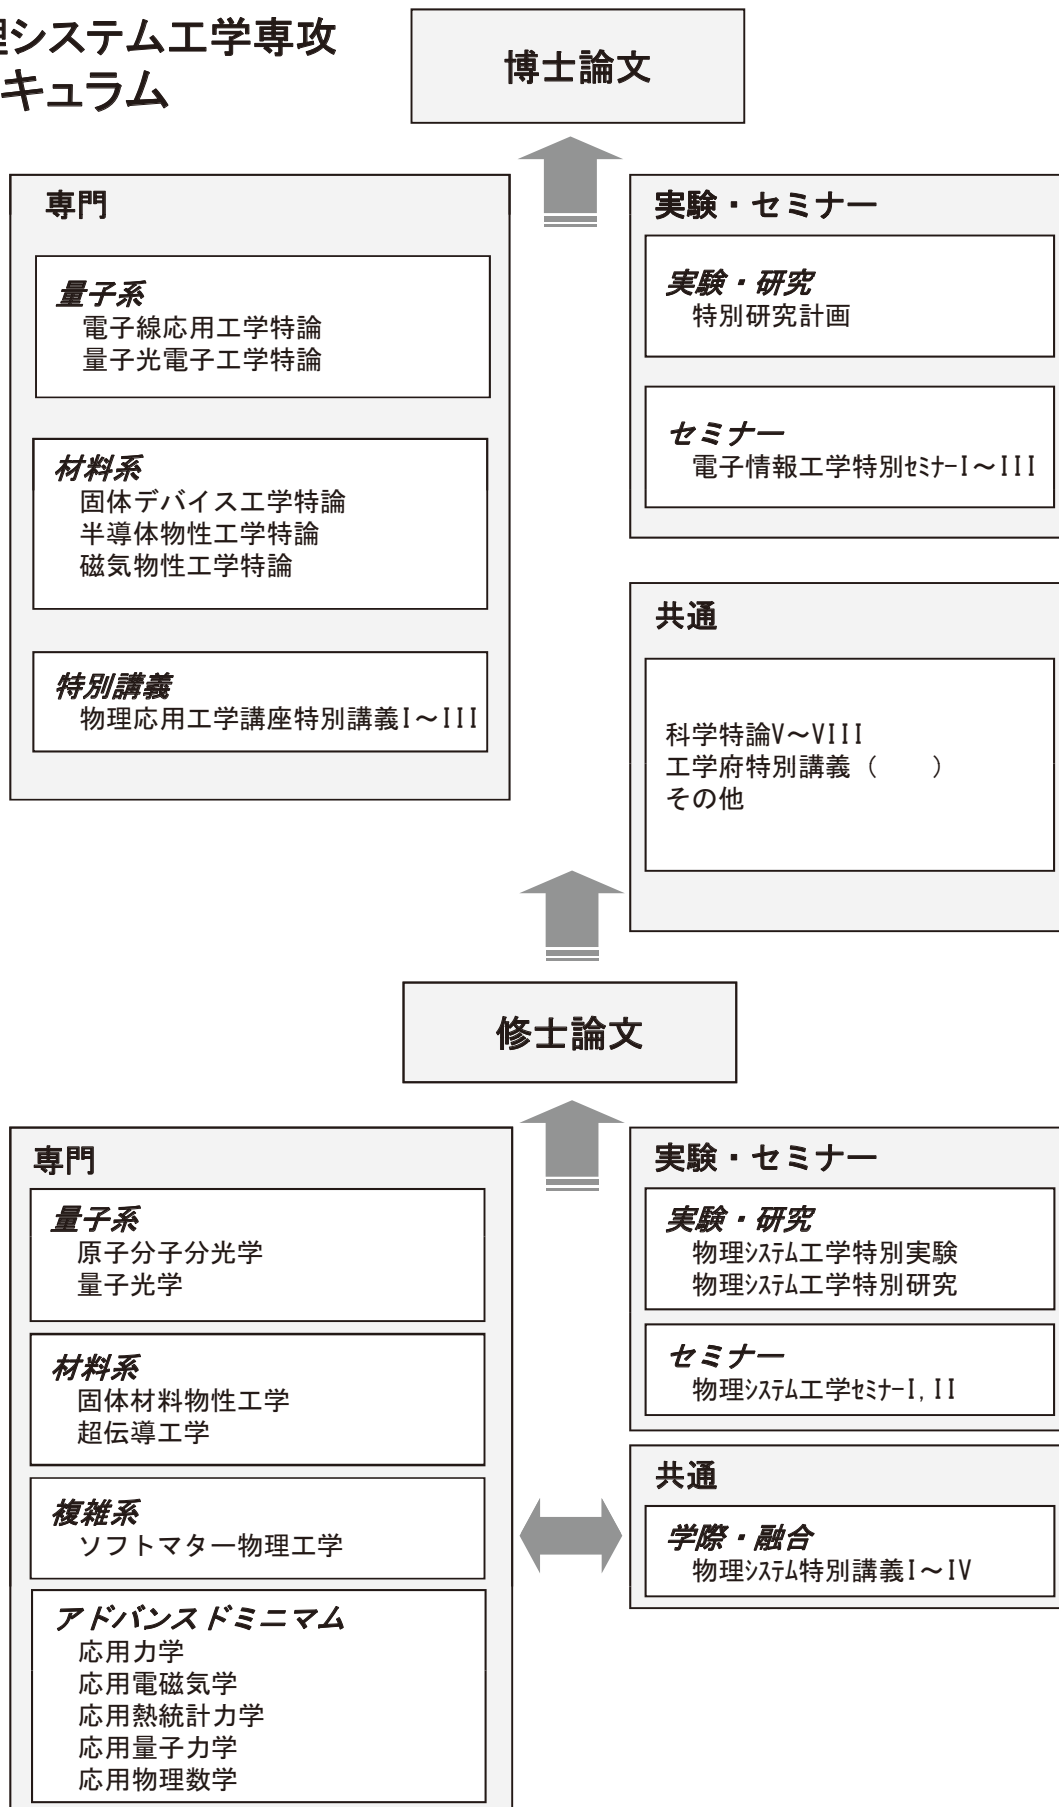 理システム工学専攻
キュラム
博士論文
専門
量子系
電子線応用工学特論
量子光電子工学特論
材料系
固体デバイス工学特論
半導体物性工学特論
磁気物性工学特論
特別講義
物理応用工学講座特別講義I～III
実験・セミナー
実験・研究
特別研究計画
セミナー
電子情報工学特別ｾﾐﾅｰI～III
共通
科学特論V～VIII
工学府特別講義（　　）
その他
修士論文
専門
量子系
原子分子分光学
量子光学
材料系
固体材料物性工学
超伝導工学
複雑系
ソフトマター物理工学
アドバンスドミニマム
応用力学
応用電磁気学
応用熱統計力学
応用量子力学
応用物理数学
実験・セミナー
実験・研究
物理ｼｽﾃﾑ工学特別実験
物理ｼｽﾃﾑ工学特別研究
セミナー
物理ｼｽﾃﾑ工学ｾﾐﾅｰI, II
共通
学際・融合
物理ｼｽﾃﾑ特別講義I～IV